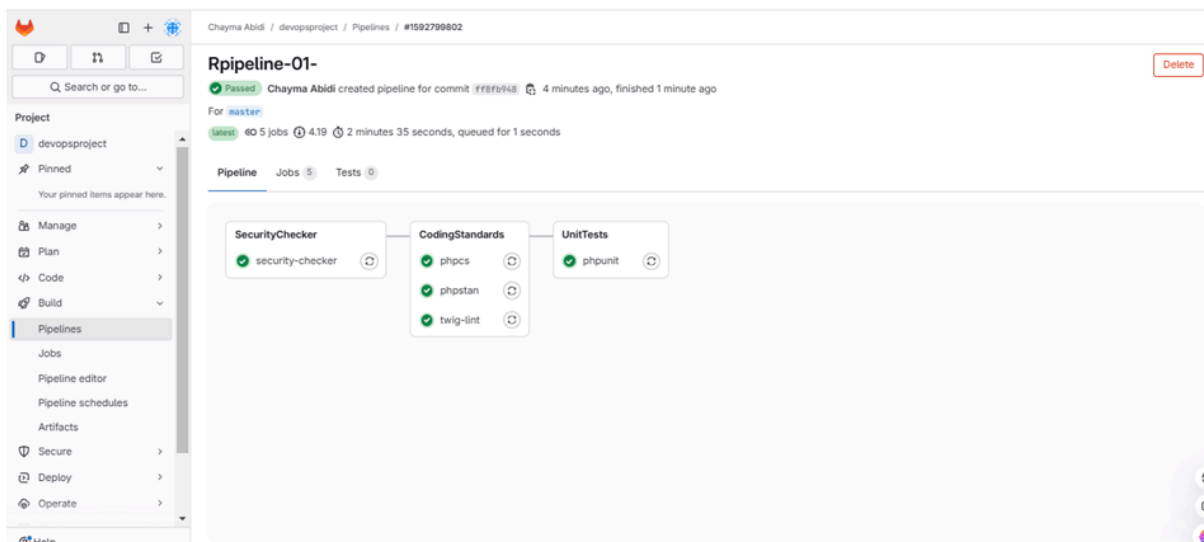 Chayma Abidi / devopsproject / Pipelines / #1592799802
Search or go to...
Project
D devopsproject
Pinned
Your pinned items appear here.
Manage
Plan
Code
Build
Pipelines
Jobs
Pipeline editor
Pipeline schedules
Artifacts
Secure
Deploy
Operate
Help
Rpipeline-01-
Delete
Passed Chayma Abidi created pipeline for commit ff8fb948 4 minutes ago, finished 1 minute ago
For master
latest 5 jobs 4.19 2 minutes 35 seconds, queued for 1 seconds
Pipeline Jobs 5 Tests 0
SecurityChecker
security-checker
CodingStandards
phpcs
phpstan
twig-lint
UnitTests
phpunit